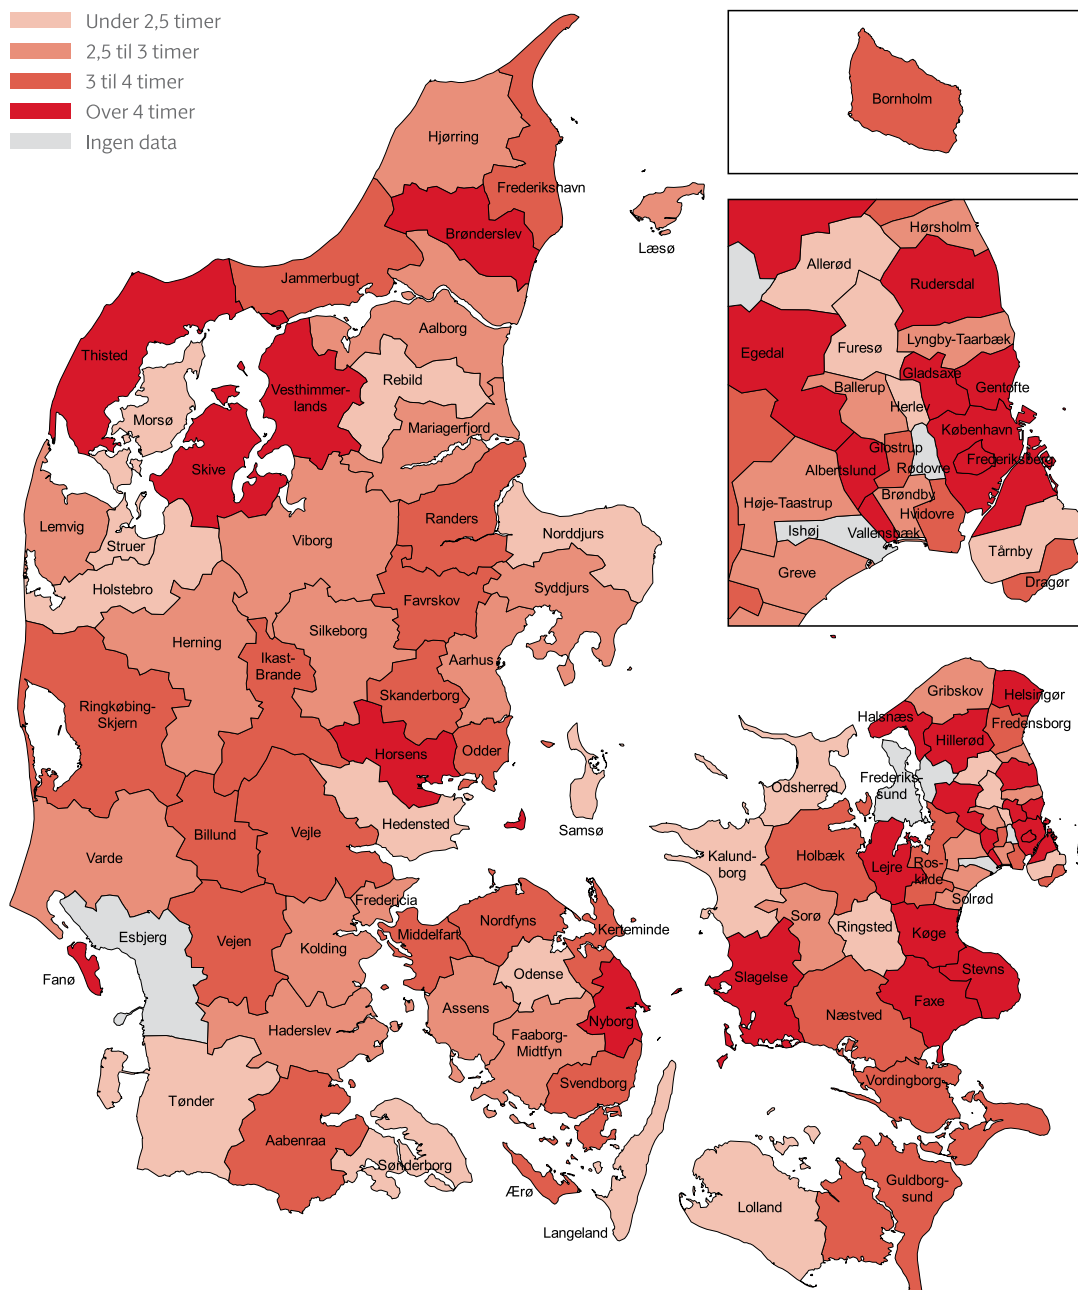 Under 2,5 timer
2,5 til 3 timer
3 til 4 timer
Over 4 timer
Ingen data
Bornholm
Hjørring
Frederikshavn
Læsø
Brønderslev
Jammerbugt
Aalborg
Thisted
Vesthimmer-
lands
Rebild
Morsø
Mariagerfjord
Skive
Lemvig
Struer
Viborg
Randers
Norddjurs
Holstebro
Favrskov
Syddjurs
Herning
Silkeborg
Ikast-
Brande
Aarhus
Skanderborg
Ringkøbing-
Skjern
Horsens
Odder
Hedensted
Samsø
Billund
Vejle
Varde
Fredericia
Esbjerg
Vejen
Kolding
Fanø
Haderslev
Tønder
Aabenraa
Sønderborg
Nordfyns
Middelfart
Kerteminde
Odense
Assens
Nyborg
Faaborg-
Midtfyn
Svendborg
Ærø
Langeland
Hørsholm
Allerød
Rudersdal
Egedal
Furesø
Lyngby-Taarbæk
Gladsaxe
Ballerup
Gentofte
Herlev
København
Glostrup
Frederiksberg
Albertslund
Rødovre
Høje-Taastrup
Brøndby
Hvidovre
Ishøj
Vallensbæk
Tårnby
Greve
Dragør
Gribskov
Helsingør
Halsnæs
Fredensborg
Hillerød
Frederiks-
sund
Odsherred
Kalund-
borg
Holbæk
Lejre
Ros-
kilde
Solrød
Sorø
Ringsted
Køge
Slagelse
Stevns
Faxe
Næstved
Vordingborg
Guldborg-
sund
Lolland